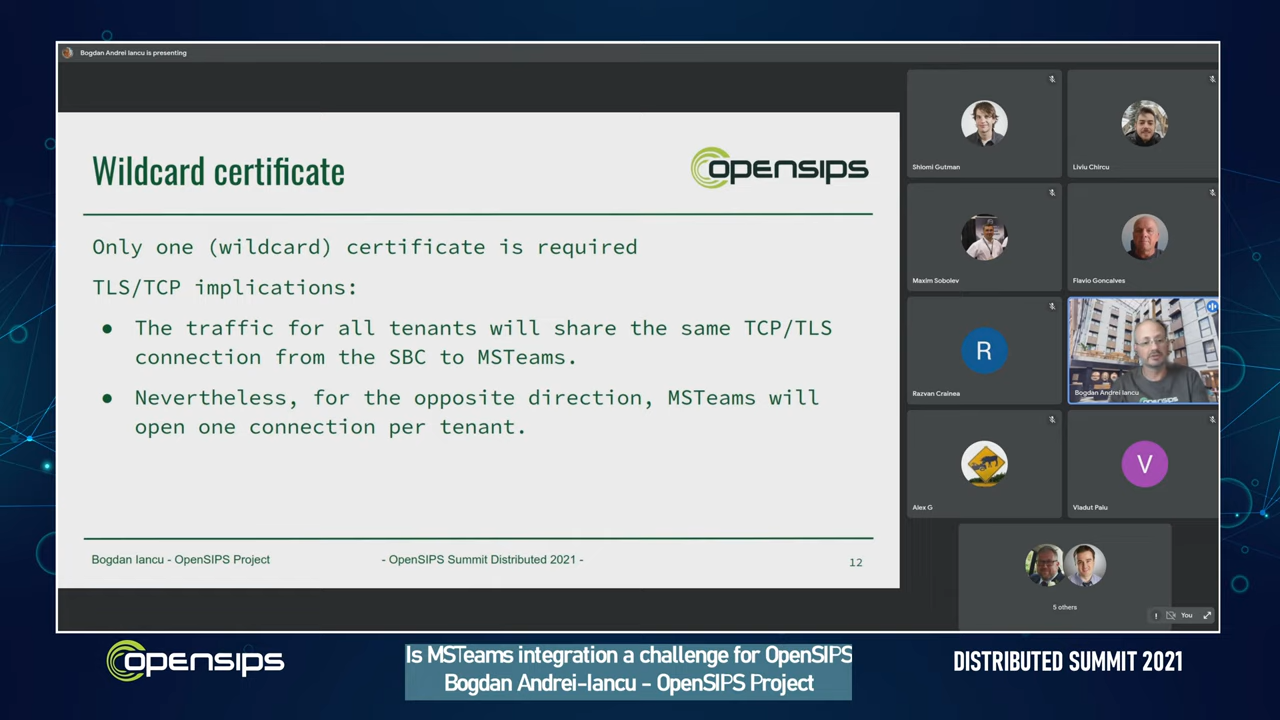 Bogdan Andrei Iancu is presenting
Wildcard certificate
OPENSIPS
Only one (wildcard) certificate is required
TLS/TCP implications:
● The traffic for all tenants will share the same TCP/TLS
connection from the SBC to MSTeams.
● Nevertheless, for the opposite direction, MSTeams will
open one connection per tenant.
Bogdan Iancu - OpenSIPS Project
- OpenSIPS Summit Distributed 2021 -
12
Shlomi Gutman
Liviu Chircu
Maxim Sobolev
Flavio Goncalves
R
Razvan Crainea
Bogdan Andrei Iancu
OPENSIPS
Alex G
V
Vladut Palu
5 others
You
OPENSIPS
Is MSTeams integration a challenge for OpenSIPS
Bogdan Andrei-Iancu - OpenSIPS Project
DISTRIBUTED SUMMIT 2021